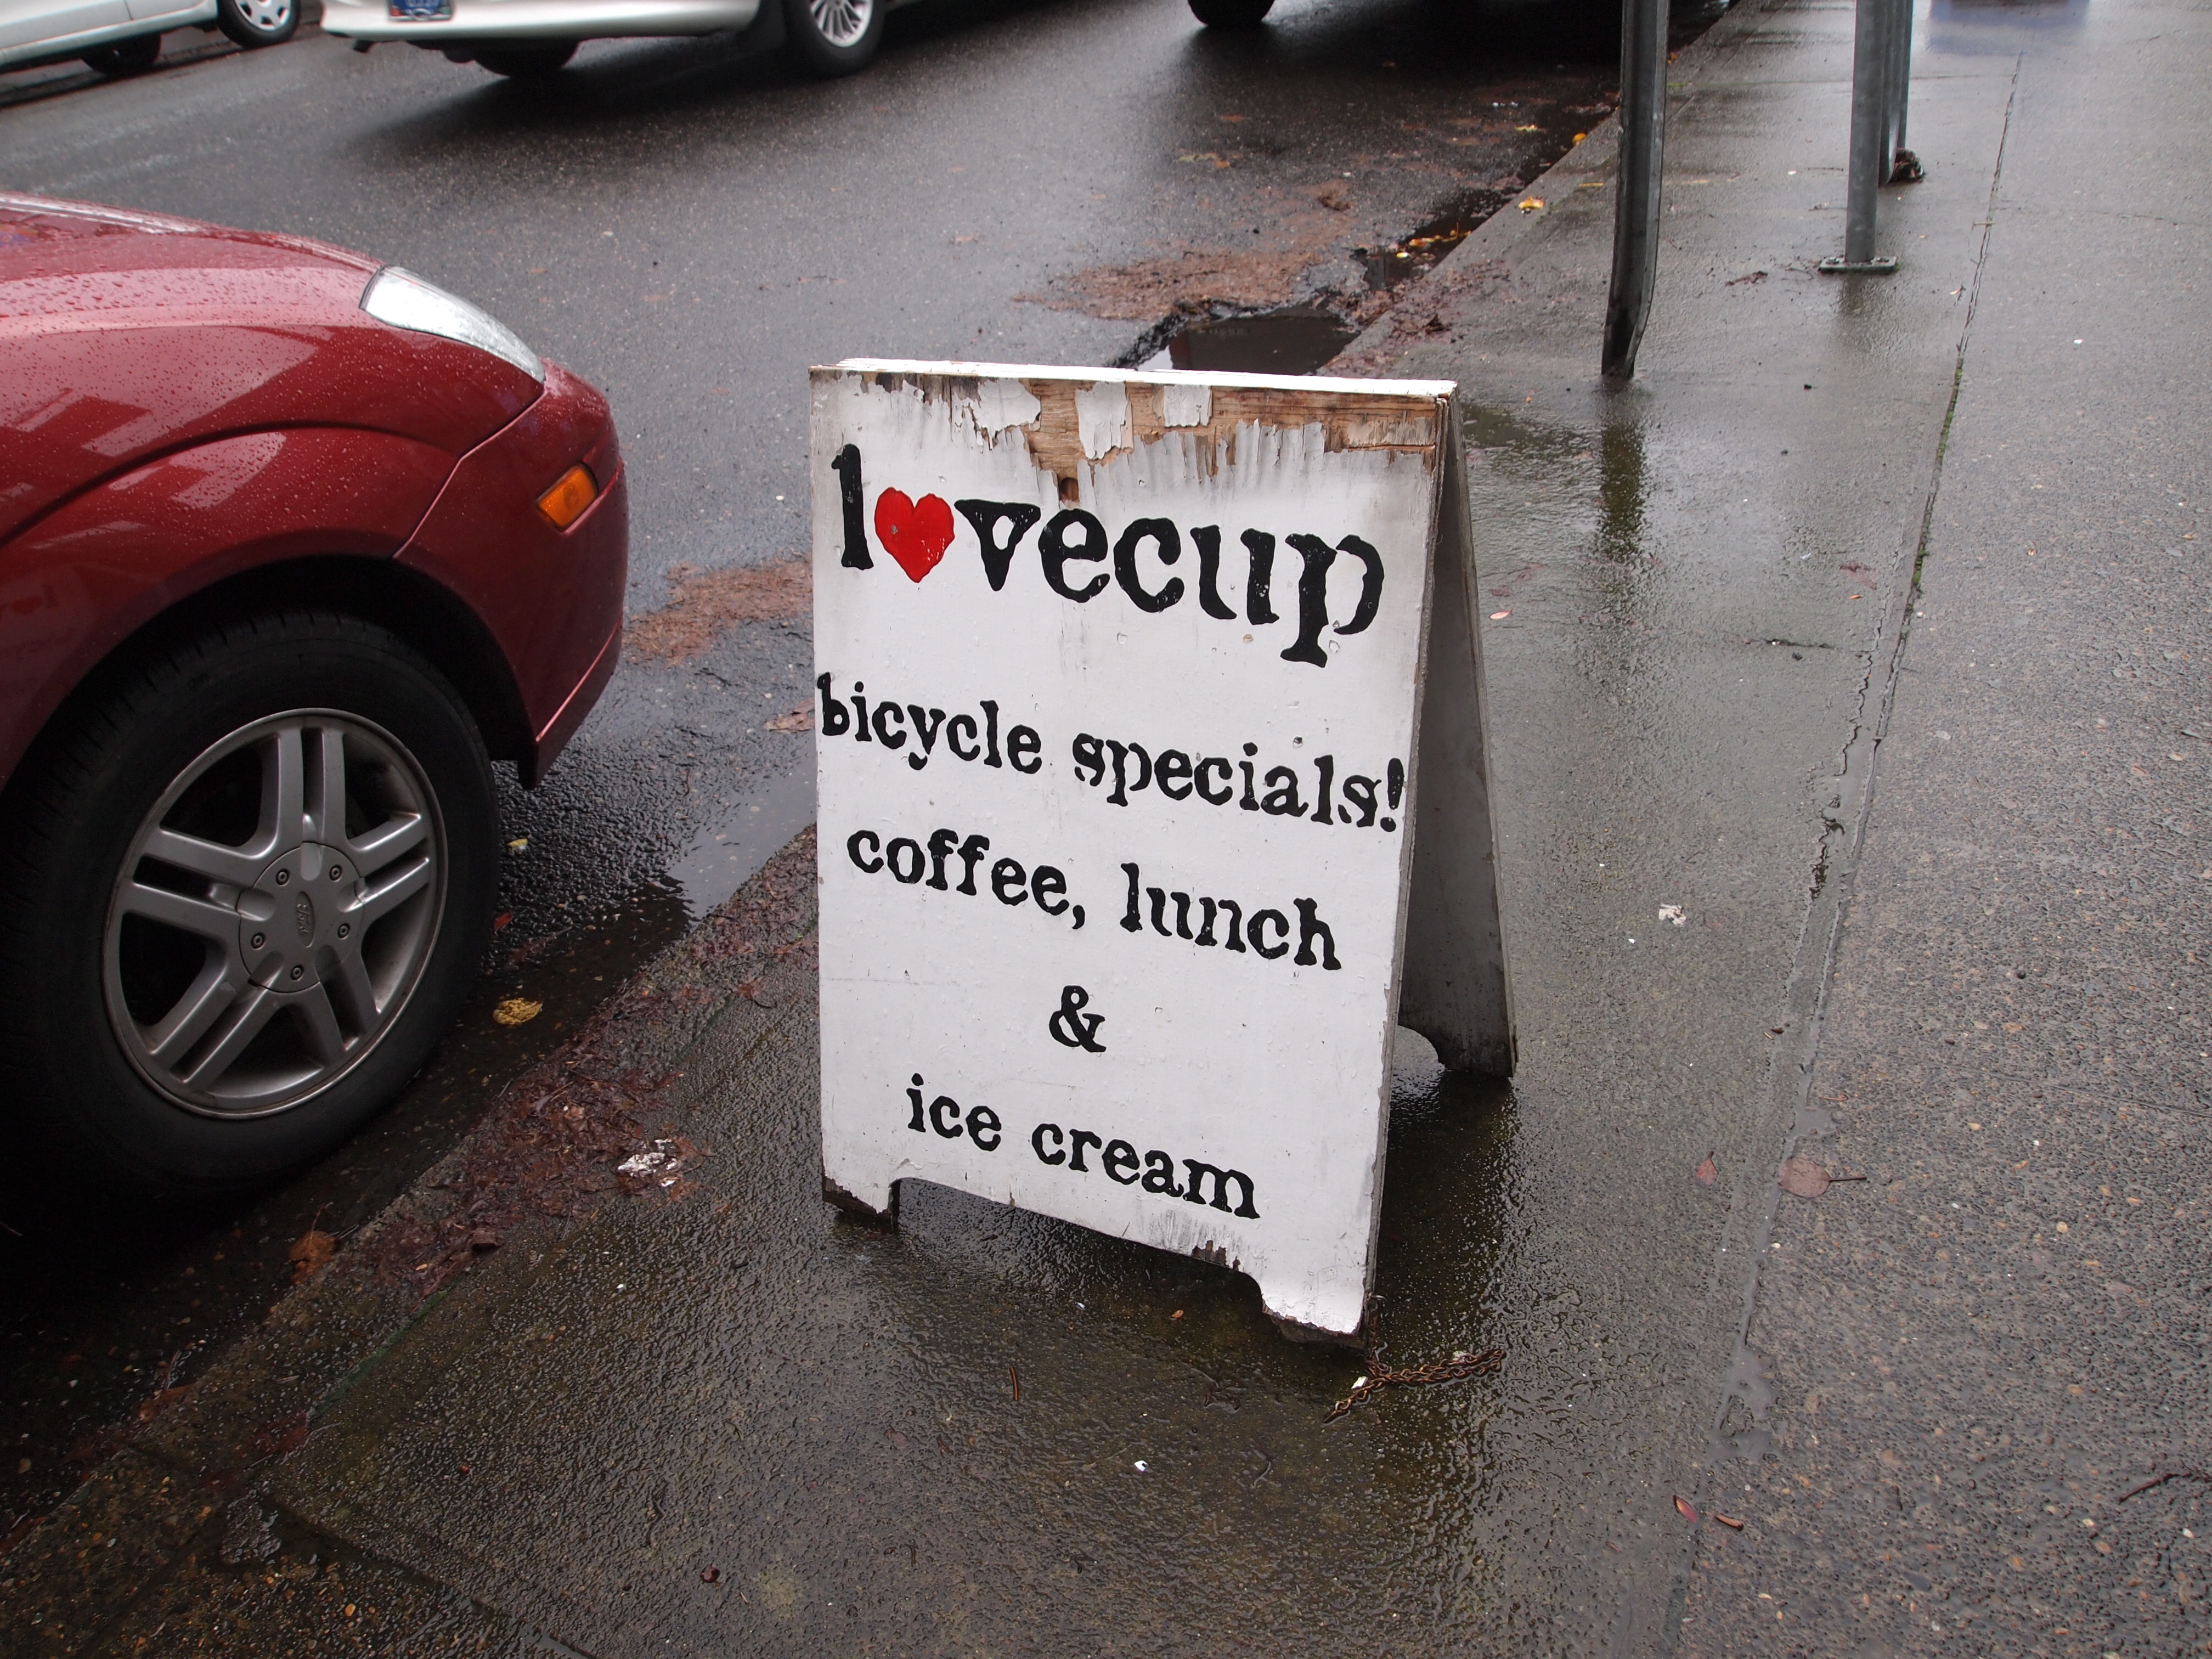 l♥vecup
bicycle specials!
coffee, lunch
&
ice cream